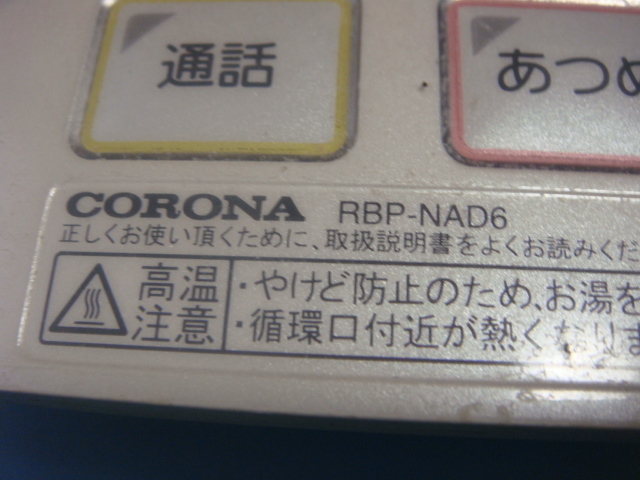 通話 あつめ
CORONA RBP-NAD6
正しくお使い頂くために、取扱説明書をよくお読みくだ
高温 ・やけど防止のため、お湯を
注意 ・循環口付近が熱くなりま